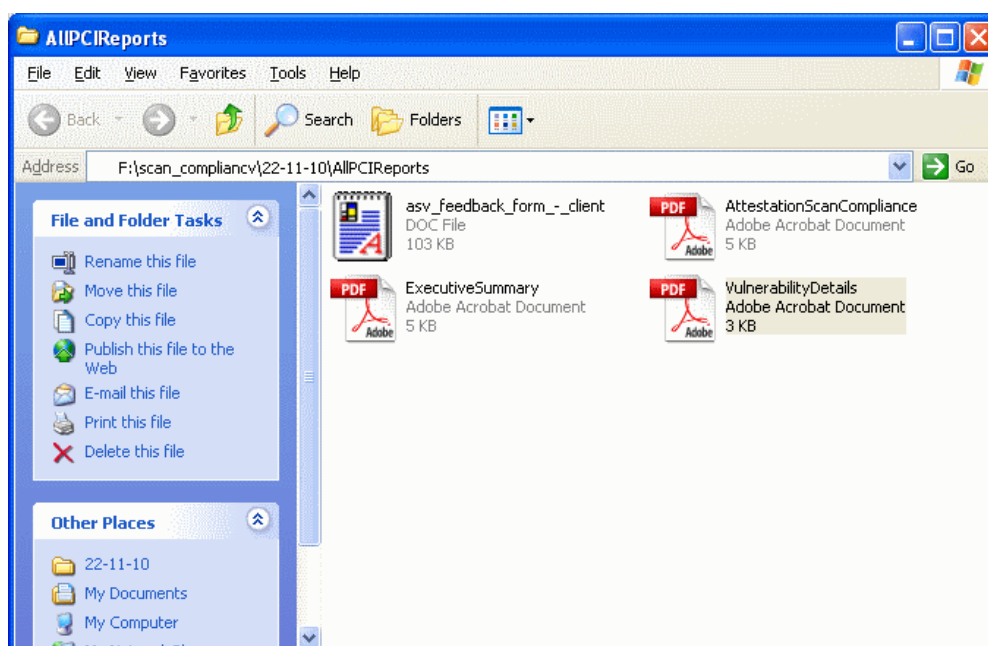 AllPCIReports
File Edit View Favorites Tools Help
Back Search Folders
Address F:\scan_compliancy\22-11-10\AllPCIReports Go
File and Folder Tasks
Rename this file
Move this file
Copy this file
Publish this file to the
Web
E-mail this file
Print this file
Delete this file
Other Places
22-11-10
My Documents
My Computer
asv_feedback_form_-_client
DOC File
103 KB
PDF
Adobe
AttestationScanCompliance
Adobe Acrobat Document
5 KB
PDF
Adobe
ExecutiveSummary
Adobe Acrobat Document
5 KB
PDF
Adobe
VulnerabilityDetails
Adobe Acrobat Document
3 KB